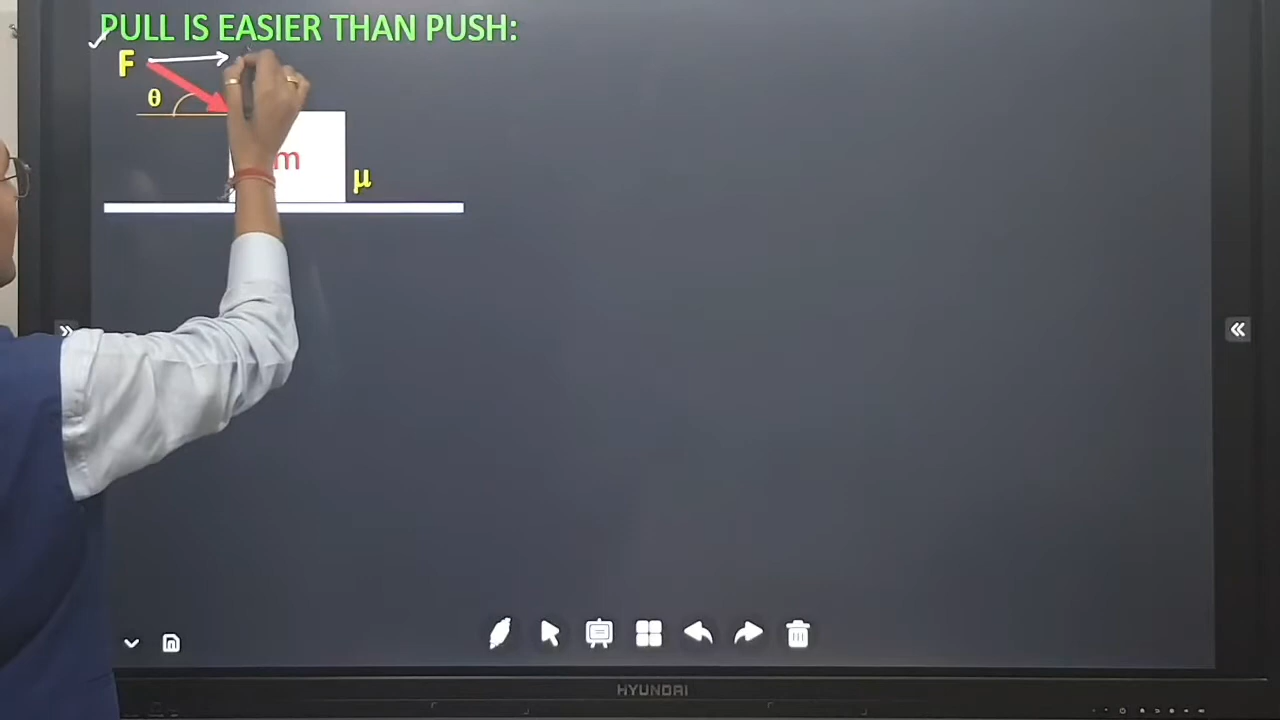 PULL IS EASIER THAN PUSH:
F
θ
m
μ
HYUNDAI